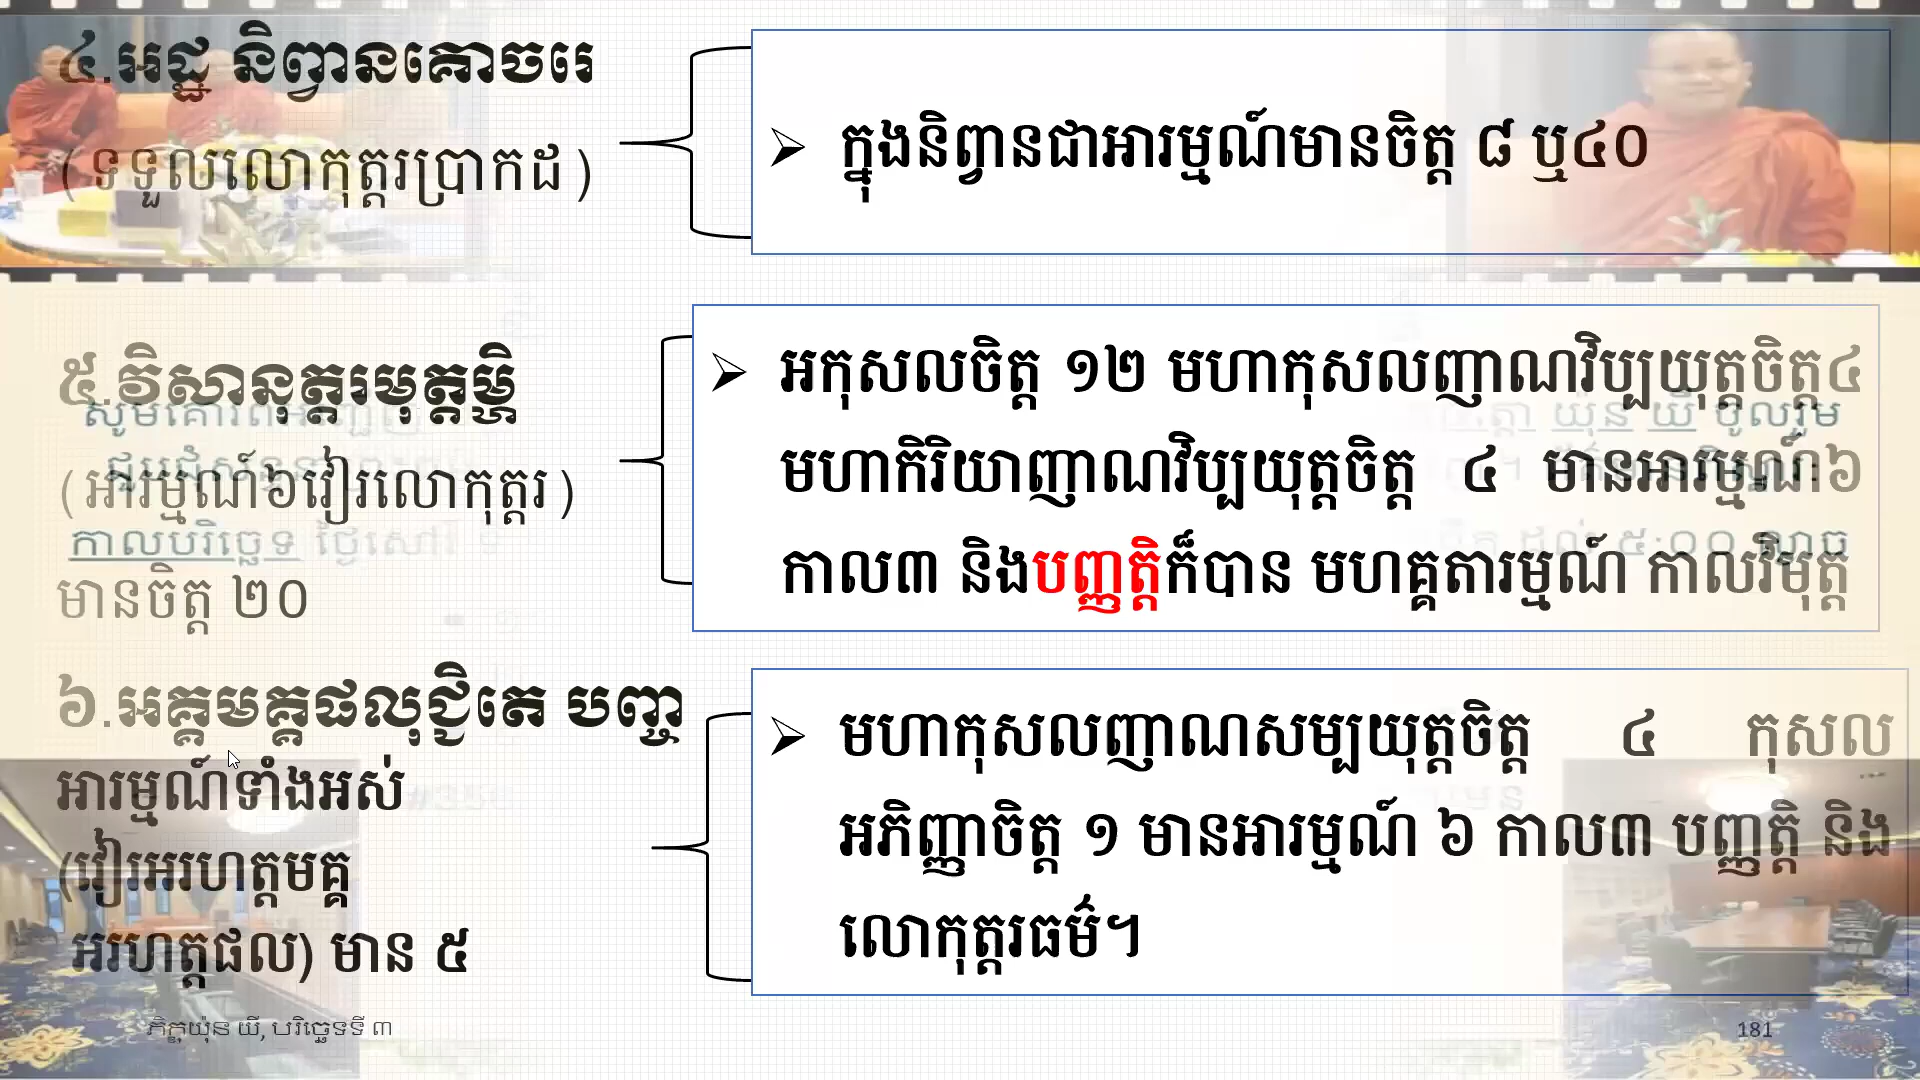 ៤.អដ្ឋ និព្វានគោចរេ
(ទទួលលោកុត្តរប្រាកដ)
ក្នុងនិព្វានជាអារម្មណ៍មានចិត្ត ៨ ឬ៤០
៥.វិសានុត្តរមុត្តម្ហិ
(អារម្មណ៍៦វៀរលោកុត្តរ)
កាលបរិច្ឆេទ ថ្ងៃសៅរ៍
មានចិត្ត ២០
អកុសលចិត្ត ១២ មហាកុសលញាណវិប្បយុត្តចិត្ត៤
មហាកិរិយាញាណវិប្បយុត្តចិត្ត ៤ មានអារម្មណ៍៦
កាល៣ និងបញ្ញត្តិក៏បាន មហគ្គតារម្មណ៍ កាលវិមុត្ត
៦.អគ្គមគ្គផលុជ្ឈិតេ បញ្ច
អារម្មណ៍ទាំងអស់
(វៀរអរហត្តមគ្គ
អរហត្តផល) មាន ៥
មហាកុសលញាណសម្បយុត្តចិត្ត ៤ កុសល
អភិញ្ញាចិត្ត ១ មានអារម្មណ៍ ៦ កាល៣ បញ្ញត្តិ និង
លោកុត្តរធម៌។
ភិក្ខុយ៉ុន យី, បរិច្ឆេទទី ៣
181